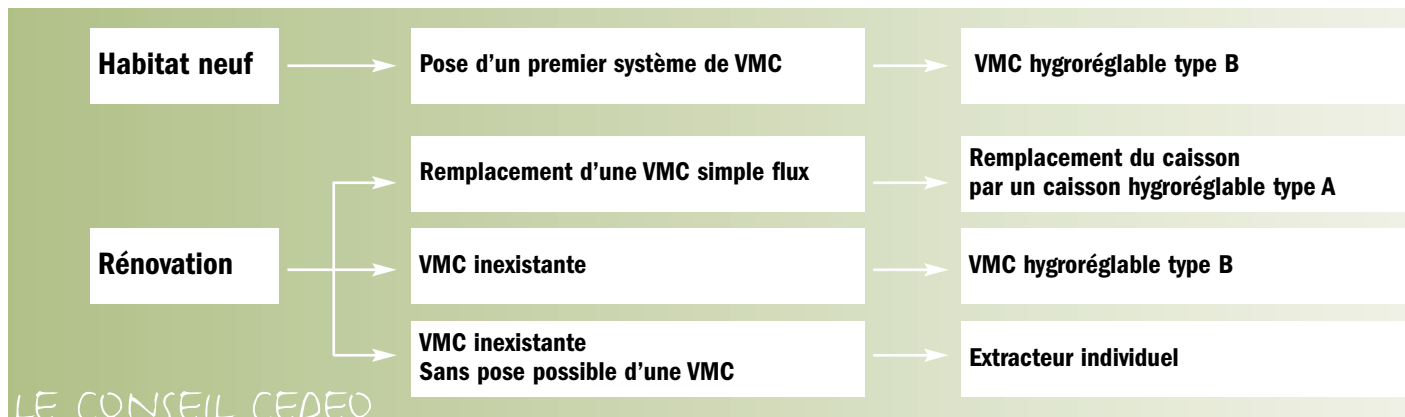 Habitat neuf
Pose d’un premier système de VMC
VMC hygroréglable type B
Remplacement d’une VMC simple flux
Remplacement du caisson
par un caisson hygroréglable type A
Rénovation
VMC inexistante
VMC hygroréglable type B
VMC inexistante
Sans pose possible d’une VMC
Extracteur individuel
LE CONSEIL CEDEO